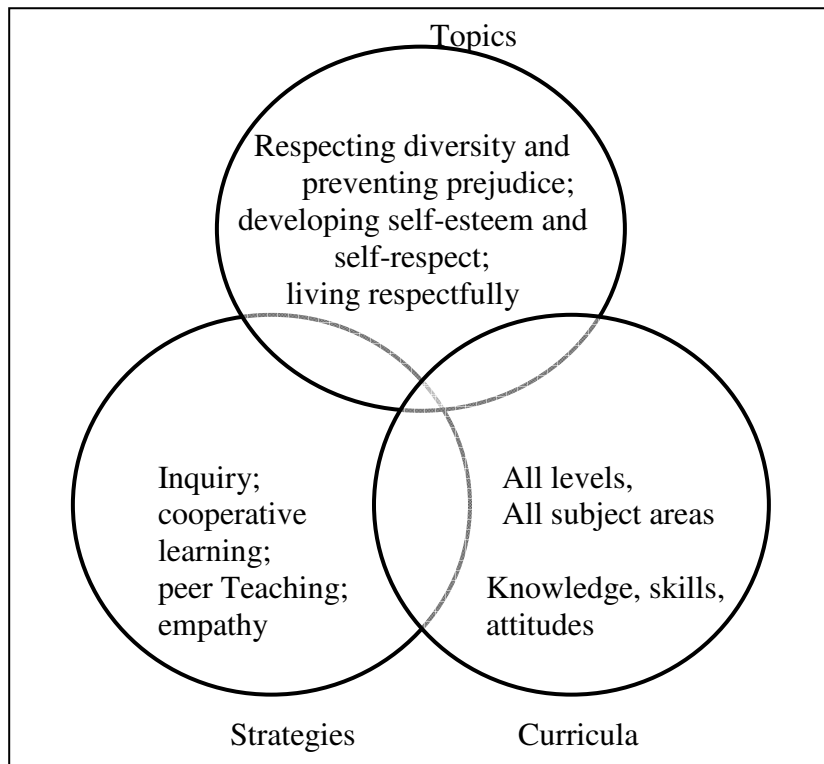 Topics
Respecting diversity and
preventing prejudice;
developing self-esteem and
self-respect;
living respectfully
Inquiry;
cooperative
learning;
peer Teaching;
empathy
All levels,
All subject areas
Knowledge, skills,
attitudes
Strategies
Curricula